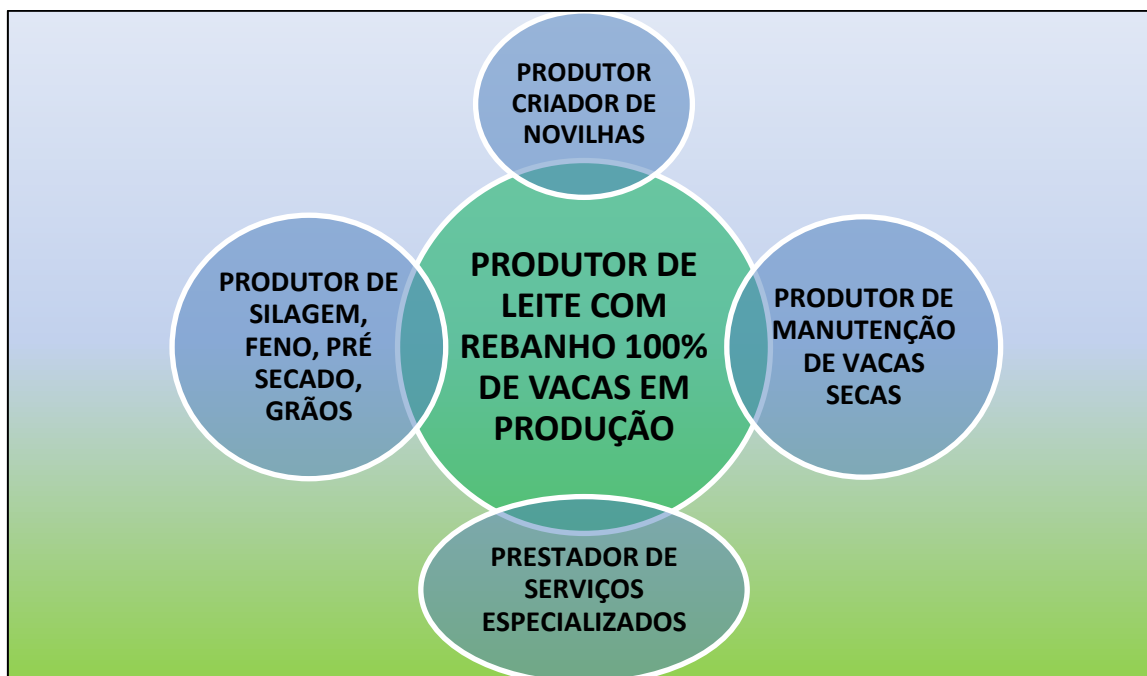 PRODUTOR
CRIADOR DE
NOVILHAS
PRODUTOR DE
SILAGEM,
FENO, PRÉ
SECADO,
GRÃOS
PRODUTOR DE
LEITE COM
REBANHO 100%
DE VACAS EM
PRODUÇÃO
PRODUTOR DE
MANUTENÇÃO
DE VACAS
SECAS
PRESTADOR DE
SERVIÇOS
ESPECIALIZADOS